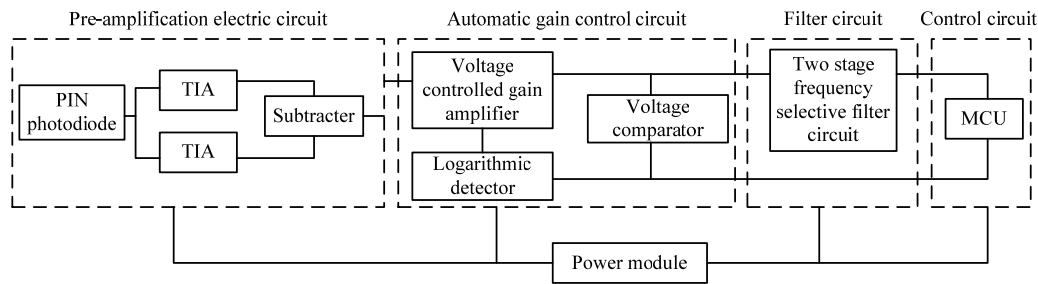 Pre-amplification electric circuit
Automatic gain control circuit
Filter circuit
Control circuit
PIN
photodiode
TIA
TIA
Subtracter
Voltage
controlled gain
amplifier
Logarithmic
detector
Voltage
comparator
Two stage
frequency
selective filter
circuit
MCU
Power module